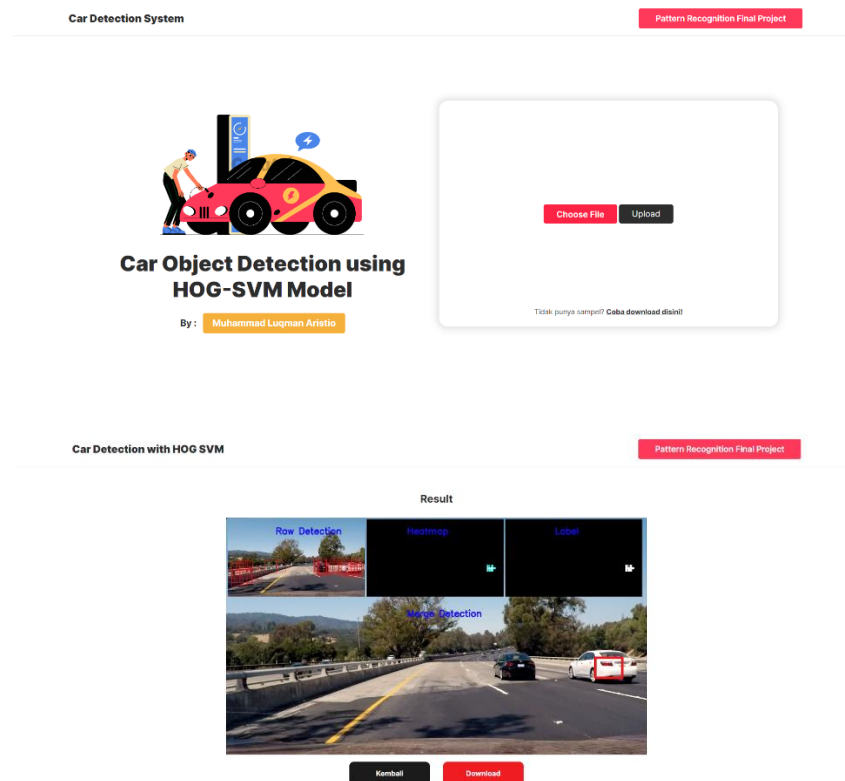 Car Detection System
Pattern Recognition Final Project
Car Object Detection using
HOG-SVM Model
By :
Muhammad Luqman Aristio
Choose File
Upload
Tidak punya sampel? Coba download disini!
Car Detection with HOG SVM
Pattern Recognition Final Project
Result
Raw Detection
Heatmap
Label
Merge Detection
Kembali
Download